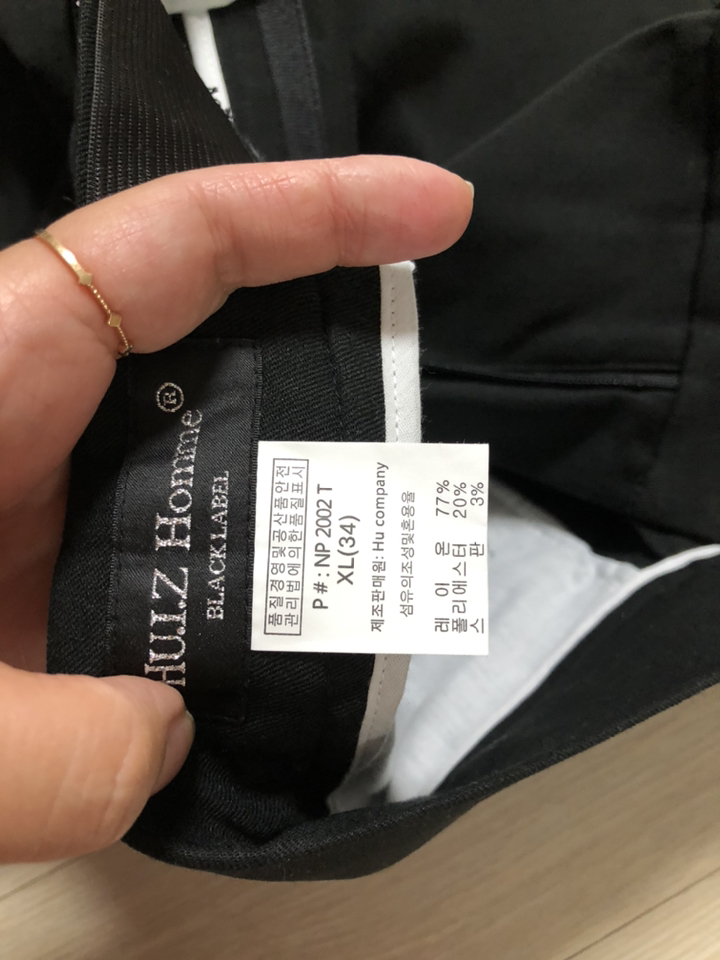 HU.I.Z Homme®
BLACK LABEL
품질경영및공산품안전
관리법에의한품질표시
P # : NP 2002 T
XL(34)
제조판매원: Hu company
섬유의조성및혼용율
레 이 온 77%
폴리에스터 20%
스 판 3%